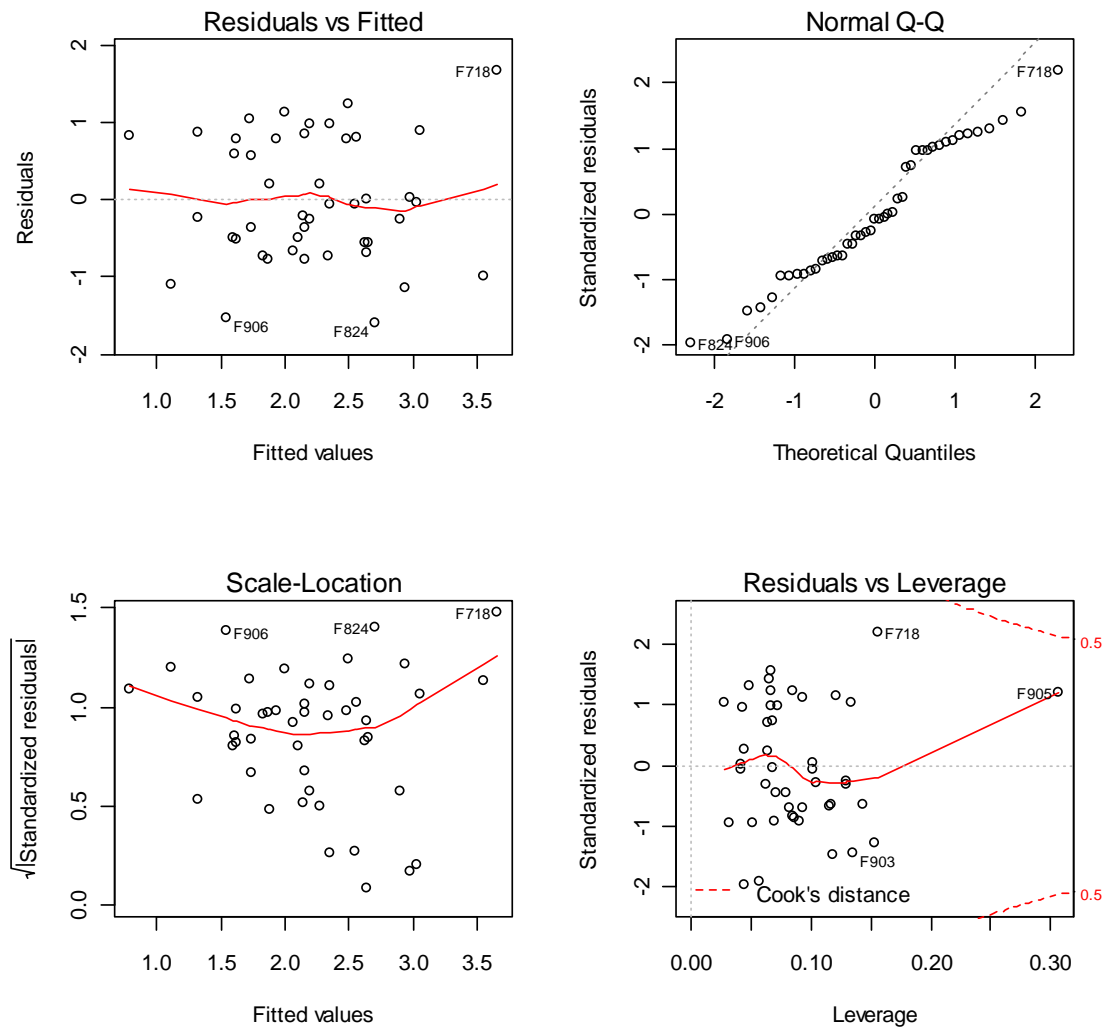 Residuals vs Fitted
Residuals
2
1
0
-1
-2
F718
F906
F824
1.0 1.5 2.0 2.5 3.0 3.5
Fitted values
Normal Q-Q
Standardized residuals
2
1
0
-1
-2
F718
F824
F906
-2 -1 0 1 2
Theoretical Quantiles
Scale-Location
√|Standardized residuals|
1.5
1.0
0.5
0.0
F906
F824
F718
1.0 1.5 2.0 2.5 3.0 3.5
Fitted values
Residuals vs Leverage
Standardized residuals
2
1
0
-1
-2
F718
0.5
F905
F903
Cook's distance
0.5
0.00 0.10 0.20 0.30
Leverage